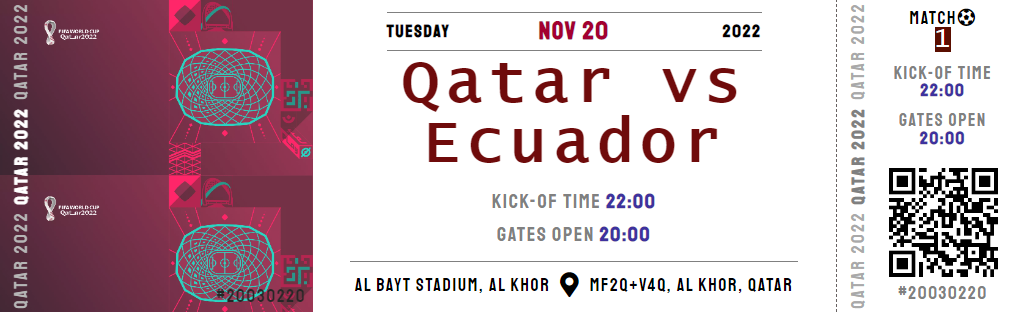 QATAR 2022 QATAR 2022 QATAR 2022
FIFA WORLD CUP
Qatar2022
FIFA WORLD CUP
Qatar2022
#20030220
TUESDAY NOV 20 2022
Qatar vs
Ecuador
KICK-OF TIME 22:00
GATES OPEN 20:00
AL BAYT STADIUM, AL KHOR MF2Q+V4Q, AL KHOR, QATAR
QATAR 2022 QATAR 2022 QATAR 2022
MATCH
1
KICK-OF TIME
22:00
GATES OPEN
20:00
#20030220